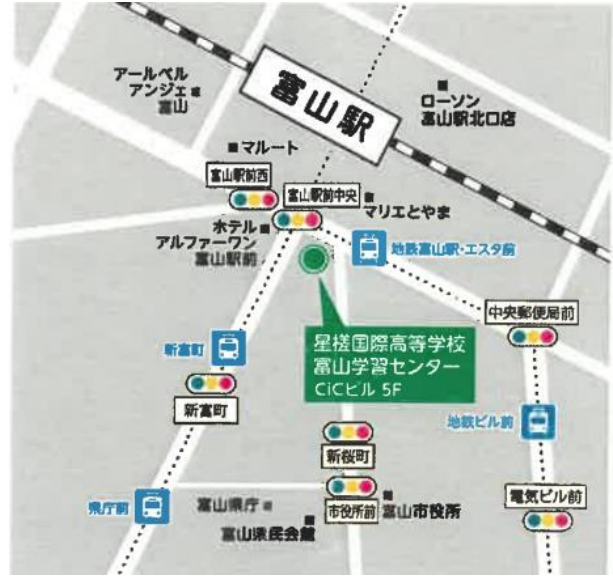 アールベル
アンジェ
富山
富山駅
ローソン
富山駅北口店
マルート
富山駅前西
富山駅前中央
マリエとやま
ホテル
アルファーワン
富山駅前
地鉄富山駅・エスタ前
中央郵便局前
新富町
星槎国際高等学校
富山学習センター
CiCビル 5F
新富町
地鉄ビル前
新桜町
県庁前
富山県庁
市役所前
富山市役所
電気ビル前
富山県民会館